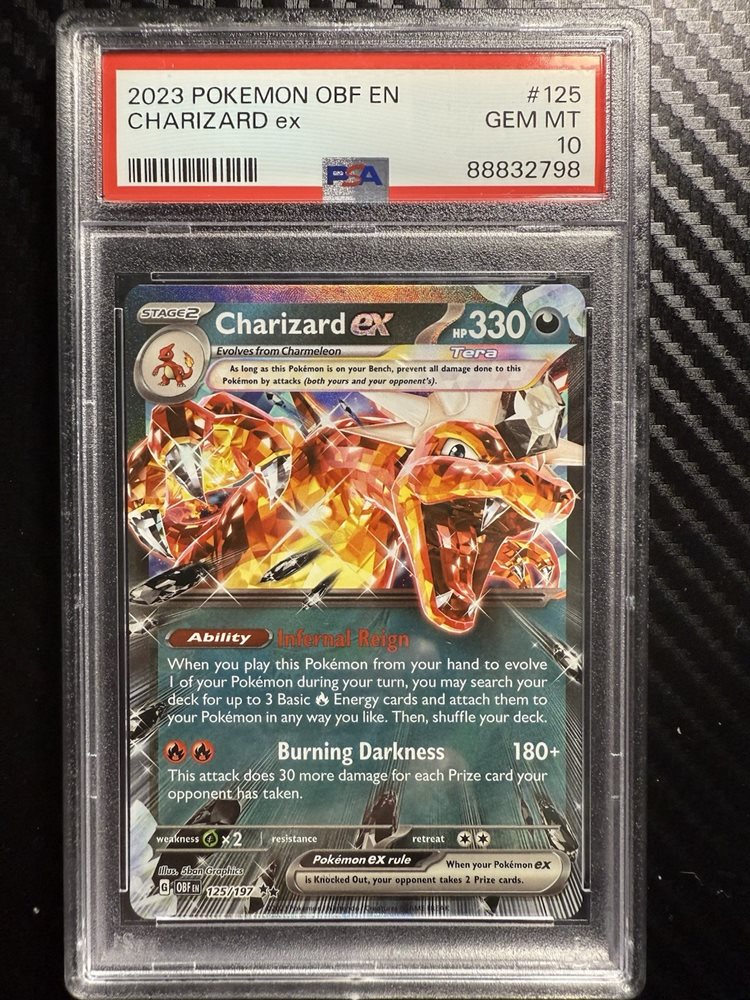 2023 POKEMON OBF EN #125
CHARIZARD ex GEM MT
10
PSA 88832798
STAGE2 Charizard ex HP 330
Evolves from Charmeleon Tera
As long as this Pokémon is on your Bench, prevent all damage done to this
Pokémon by attacks (both yours and your opponent's).
Ability Infernal Reign
When you play this Pokémon from your hand to evolve
1 of your Pokémon during your turn, you may search your
deck for up to 3 Basic Energy cards and attach them to
your Pokémon in any way you like. Then, shuffle your deck.
Burning Darkness 180+
This attack does 30 more damage for each Prize card your
opponent has taken.
weakness ×2 resistance retreat
Pokémon ex rule When your Pokémon ex
is Knocked Out, your opponent takes 2 Prize cards.
Illus. 5ban Graphics
G OBF EN 125/197